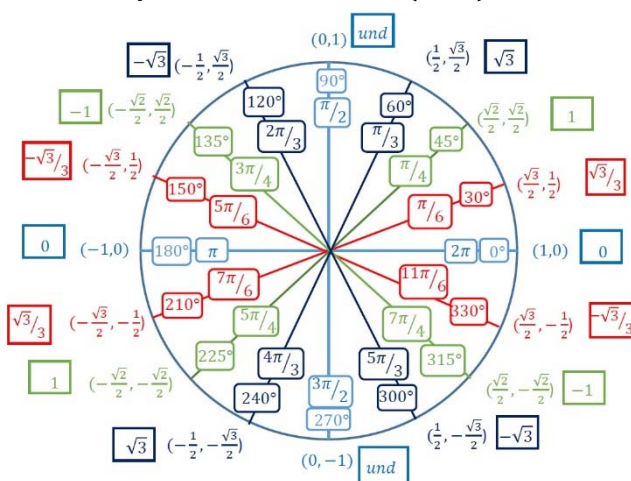 (0,1) und
−√3 (−1/2, √3/2)
(1/2, √3/2) √3
90°
π/2
120°
2π/3
60°
π/3
−1 (−√2/2, √2/2)
(√2/2, √2/2) 1
135°
3π/4
45°
π/4
−√3/3 (−√3/2, 1/2)
(√3/2, 1/2) √3/3
150°
5π/6
30°
π/6
0 (−1,0) 180° π
2π 0° (1,0) 0
7π/6
210°
11π/6
330°
√3/3 (−√3/2, −1/2)
(√3/2, −1/2) −√3/3
5π/4
225°
7π/4
315°
1 (−√2/2, −√2/2)
(√2/2, −√2/2) −1
4π/3
240°
3π/2
270°
5π/3
300°
√3 (−1/2, −√3/2)
(1/2, −√3/2) −√3
(0,−1) und